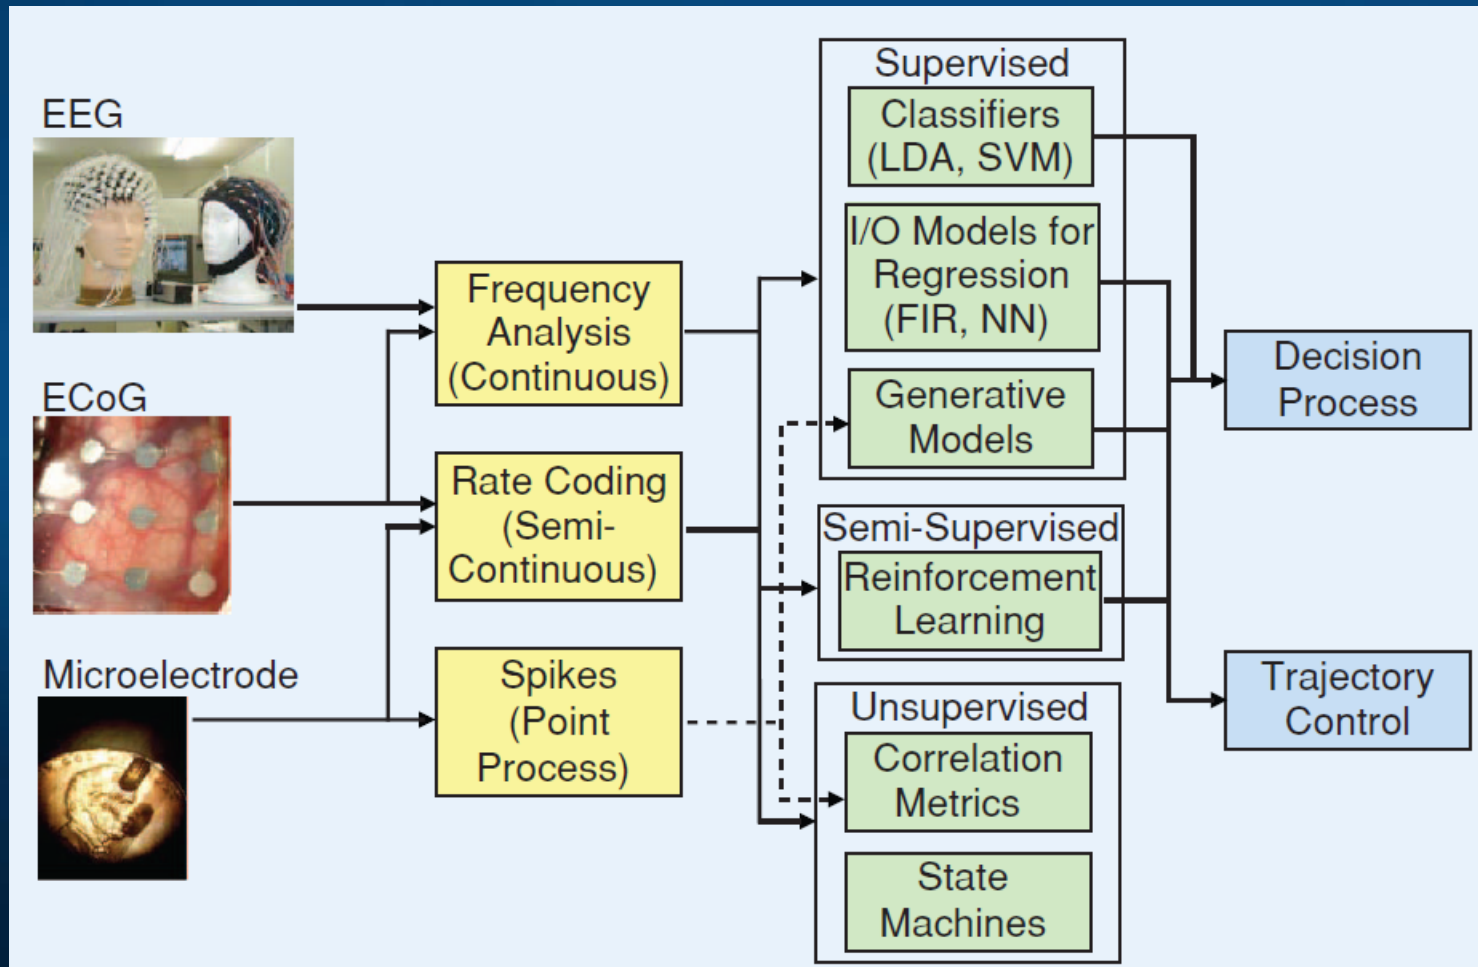 EEG
ECoG
Microelectrode
Frequency
Analysis
(Continuous)
Rate Coding
(Semi-
Continuous)
Spikes
(Point
Process)
Supervised
Classifiers
(LDA, SVM)
I/O Models for
Regression
(FIR, NN)
Generative
Models
Semi-Supervised
Reinforcement
Learning
Unsupervised
Correlation
Metrics
State
Machines
Decision
Process
Trajectory
Control